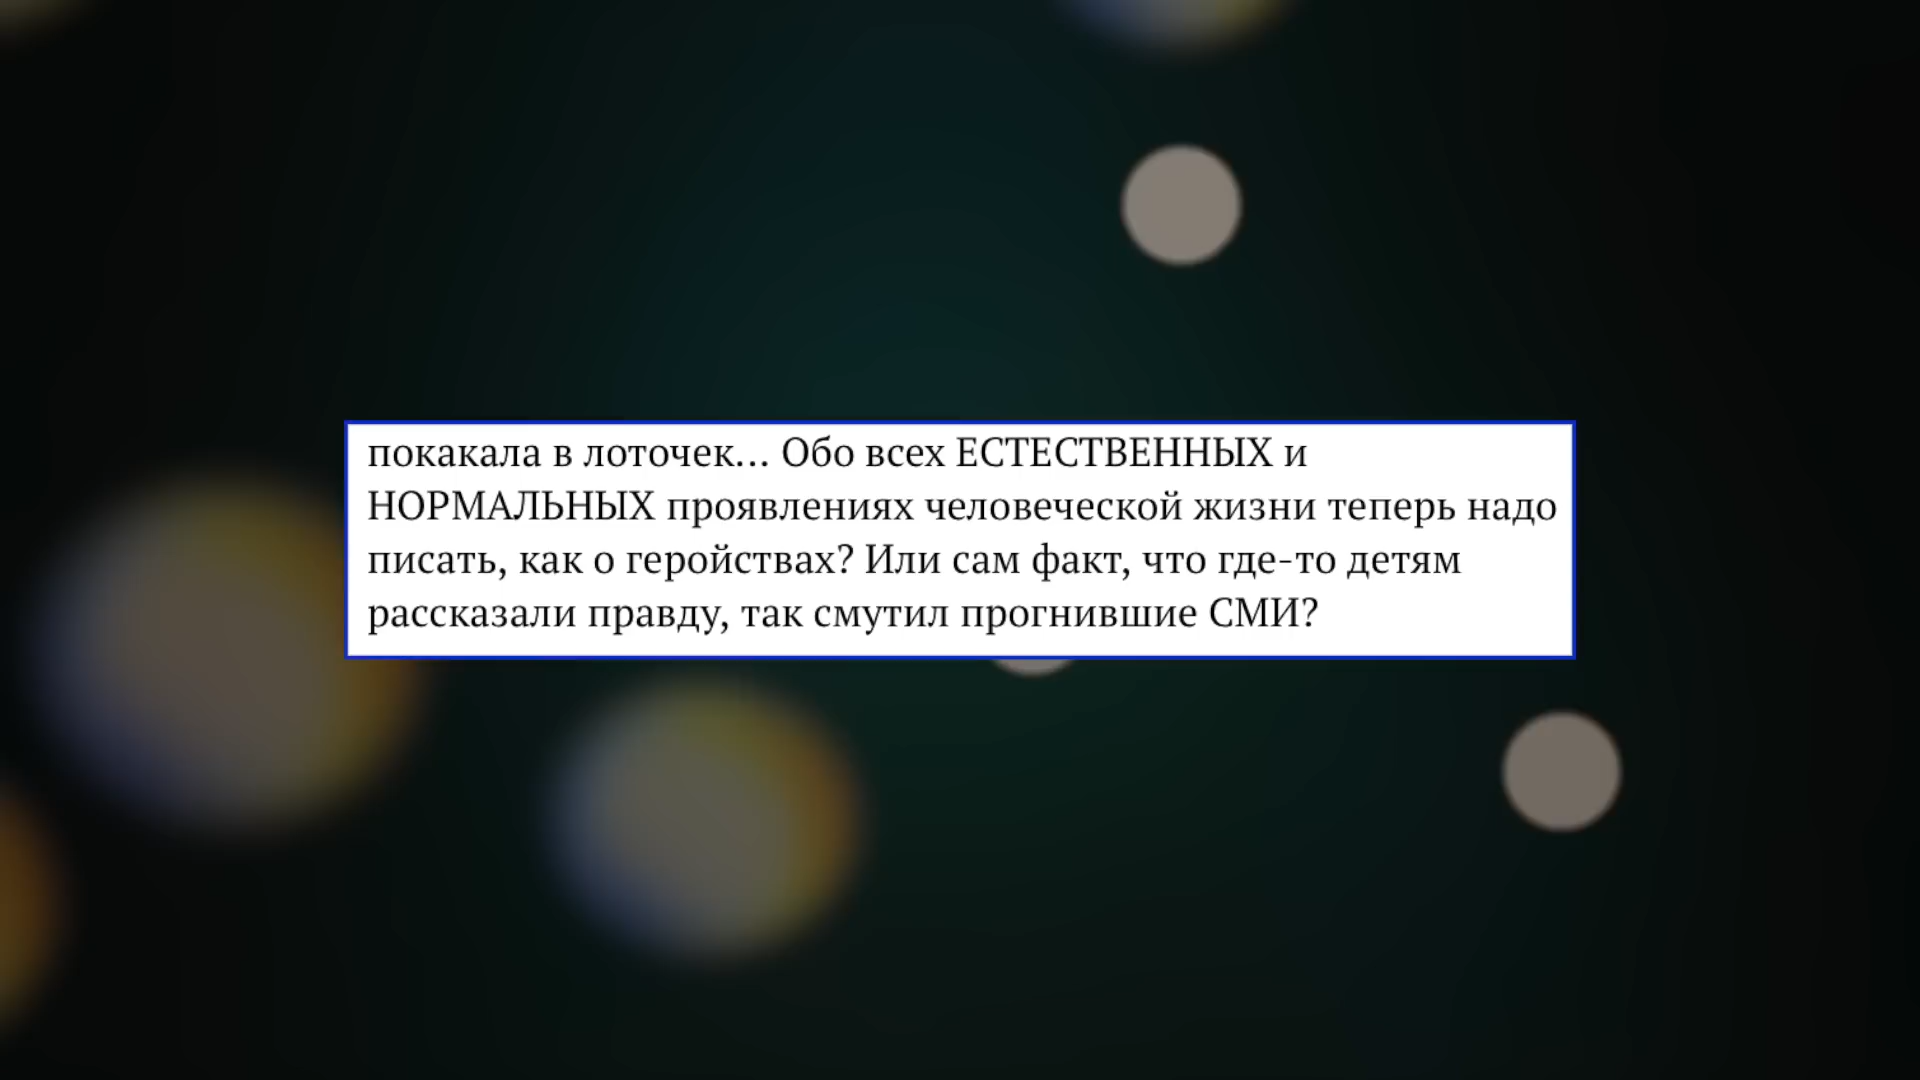 покакала в лоточек... Обо всех ЕСТЕСТВЕННЫХ и
НОРМАЛЬНЫХ проявлениях человеческой жизни теперь надо
писать, как о геройствах? Или сам факт, что где-то детям
рассказали правду, так смутил прогнившие СМИ?